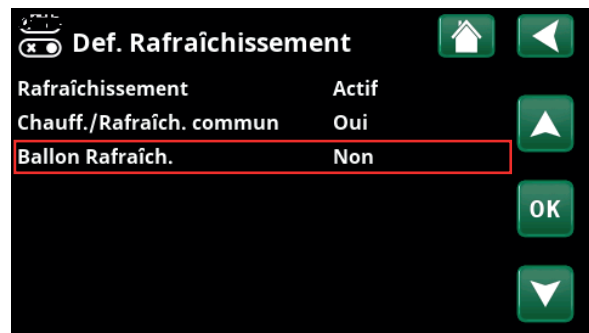 Def. Rafraîchissement
Rafraîchissement Actif
Chauff./Rafraîch. commun Oui
Ballon Rafraîch. Non
OK